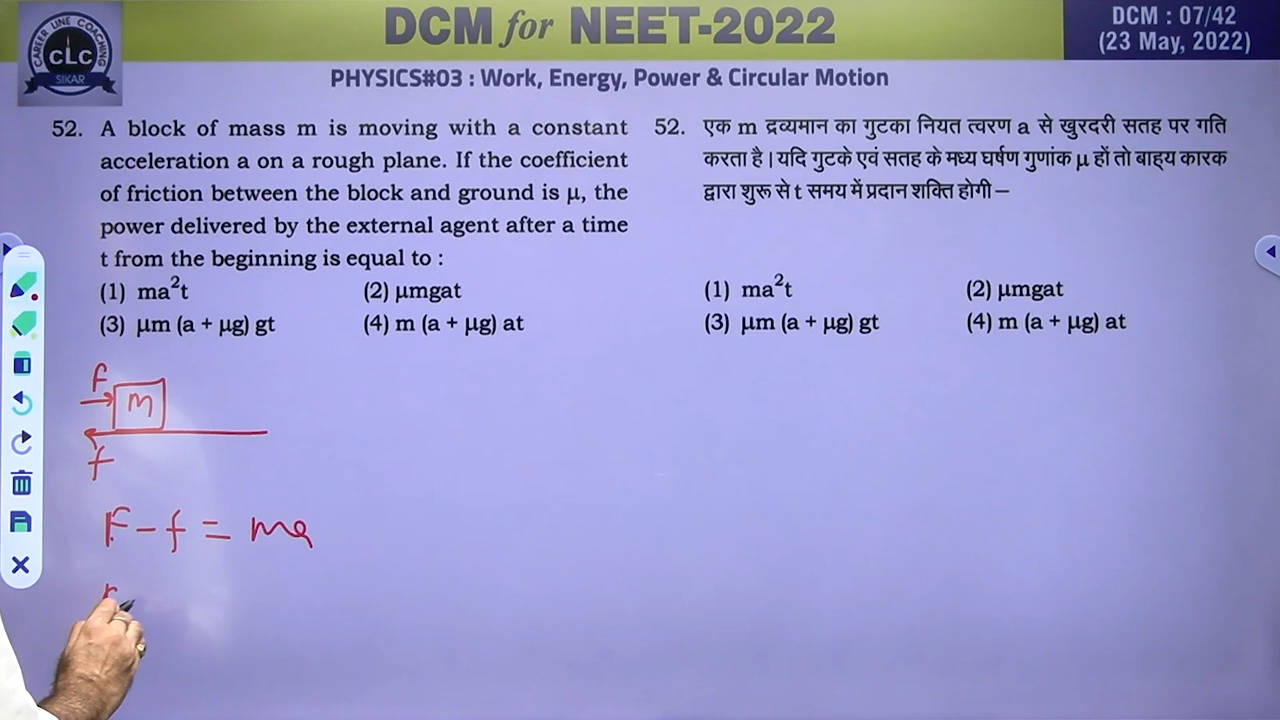 CAREER LINE COACHING
CLC
SIKAR
DCM for NEET-2022
DCM : 07/42
(23 May, 2022)
PHYSICS#03 : Work, Energy, Power & Circular Motion
52. A block of mass m is moving with a constant
acceleration a on a rough plane. If the coefficient
of friction between the block and ground is μ, the
power delivered by the external agent after a time
t from the beginning is equal to :
(1) ma²t (2) μmgat
(3) μm (a + μg) gt (4) m (a + μg) at
52. एक m द्रव्यमान का गुटका नियत त्वरण a से खुरदरी सतह पर गति
करता है। यदि गुटके एवं सतह के मध्य घर्षण गुणांक μ हों तो बाह्य कारक
द्वारा शुरू से t समय में प्रदान शक्ति होगी –
(1) ma²t (2) μmgat
(3) μm (a + μg) gt (4) m (a + μg) at
F
m
f
F - f = ma